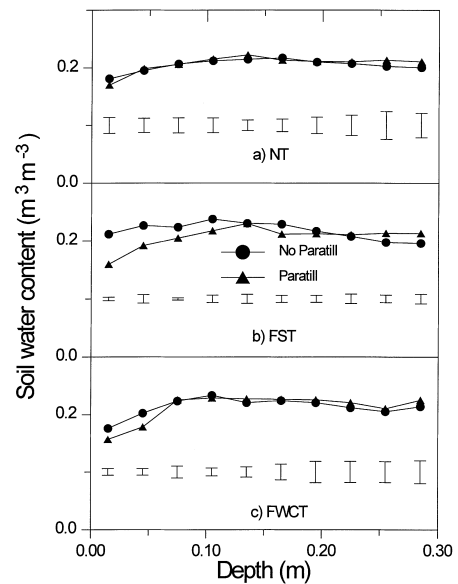 0.2
a) NT
0.0
0.2
No Paratill
Paratill
b) FST
0.0
0.2
c) FWCT
0.0
0.00 0.10 0.20 0.30
Depth (m)
Soil water content (m³ m⁻³)